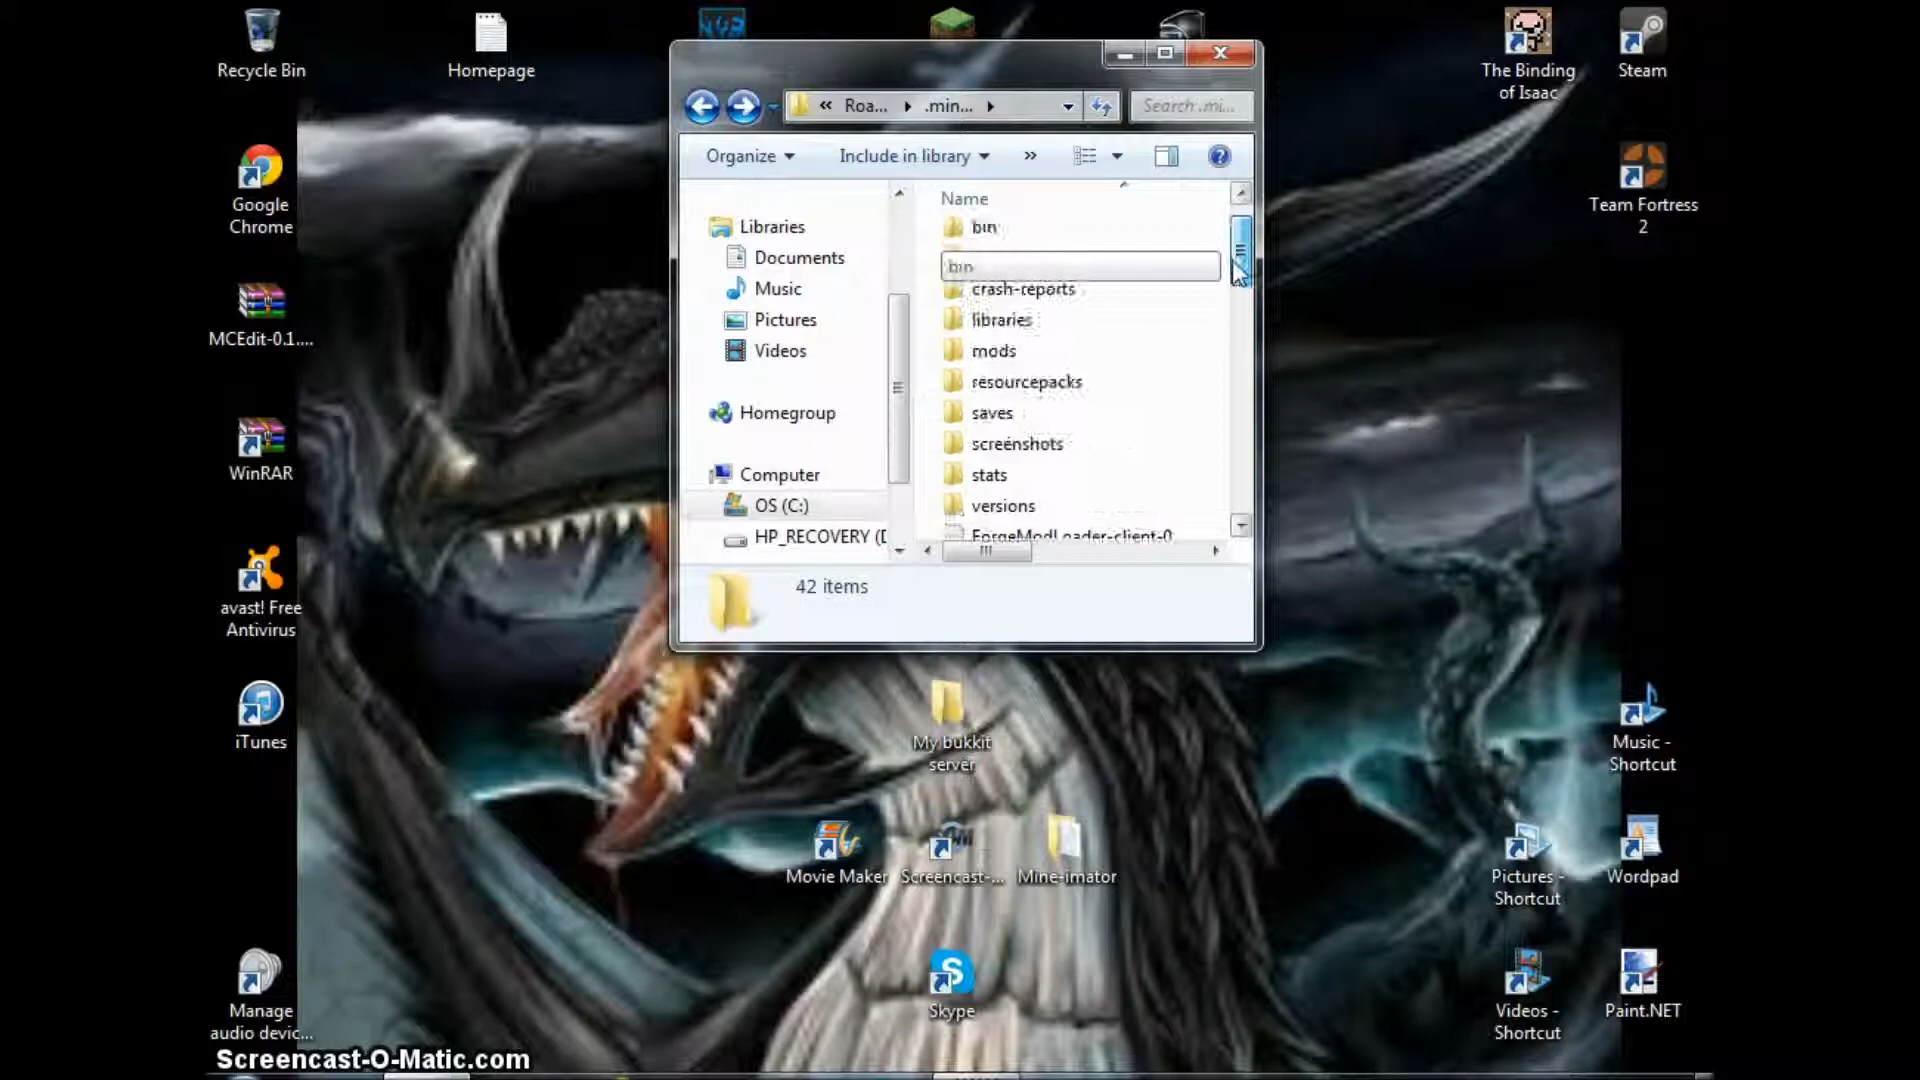 Recycle Bin
Homepage
The Binding
of Isaac
Steam
Google
Chrome
Team Fortress
2
MCEdit-0.1....
WinRAR
avast! Free
Antivirus
iTunes
Manage
audio devic...
« Roa... .min...
Search .mi...
Organize
Include in library
»
Libraries
Documents
Music
Pictures
Videos
Homegroup
Computer
OS (C:)
HP_RECOVERY (D
Name
bin
bin
crash-reports
libraries
mods
resourcepacks
saves
screenshots
stats
versions
ForgeModLoader-client-0
42 items
My bukkit
server
Movie Maker
Screencast-...
Mine-imator
Skype
Music -
Shortcut
Pictures -
Shortcut
Wordpad
Videos -
Shortcut
Paint.NET
Screencast-O-Matic.com